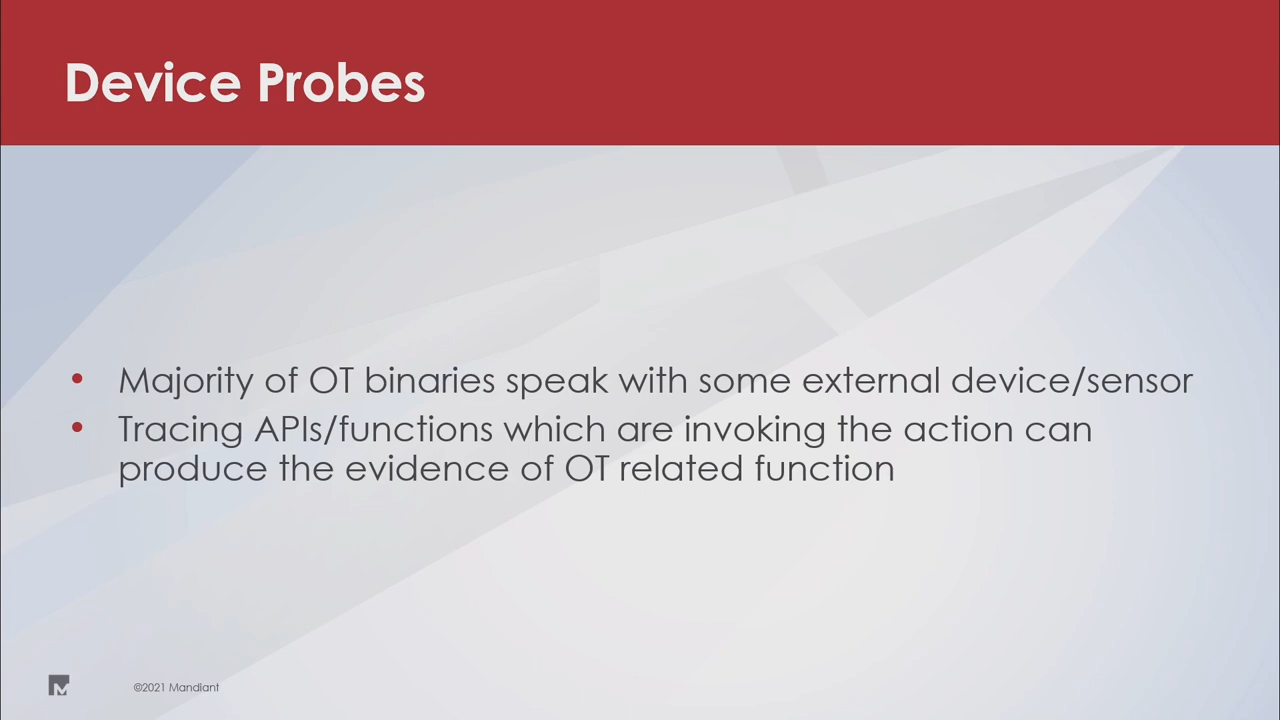 Device Probes
• Majority of OT binaries speak with some external device/sensor
• Tracing APIs/functions which are invoking the action can
produce the evidence of OT related function
©2021 Mandiant